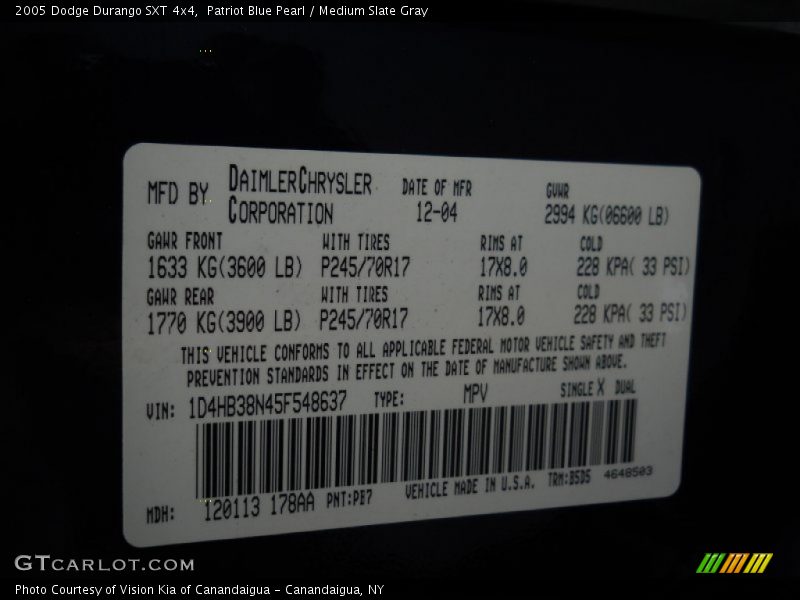 2005 Dodge Durango SXT 4x4, Patriot Blue Pearl / Medium Slate Gray
MFD BY DAIMLERCHRYSLER CORPORATION DATE OF MFR 12-04 GVWR 2994 KG(06600 LB)
GAWR FRONT WITH TIRES RIMS AT COLD
1633 KG(3600 LB) P245/70R17 17X8.0 228 KPA( 33 PSI)
GAWR REAR WITH TIRES RIMS AT COLD
1770 KG(3900 LB) P245/70R17 17X8.0 228 KPA( 33 PSI)
THIS VEHICLE CONFORMS TO ALL APPLICABLE FEDERAL MOTOR VEHICLE SAFETY AND THEFT
PREVENTION STANDARDS IN EFFECT ON THE DATE OF MANUFACTURE SHOWN ABOVE.
VIN: 1D4HB38N45F548637 TYPE: MPV SINGLE X DUAL
MDH: 120113 178AA PNT:PB7 VEHICLE MADE IN U.S.A. TRM:B5D5 4648503
GTCARLOT.COM
Photo Courtesy of Vision Kia of Canandaigua - Canandaigua, NY